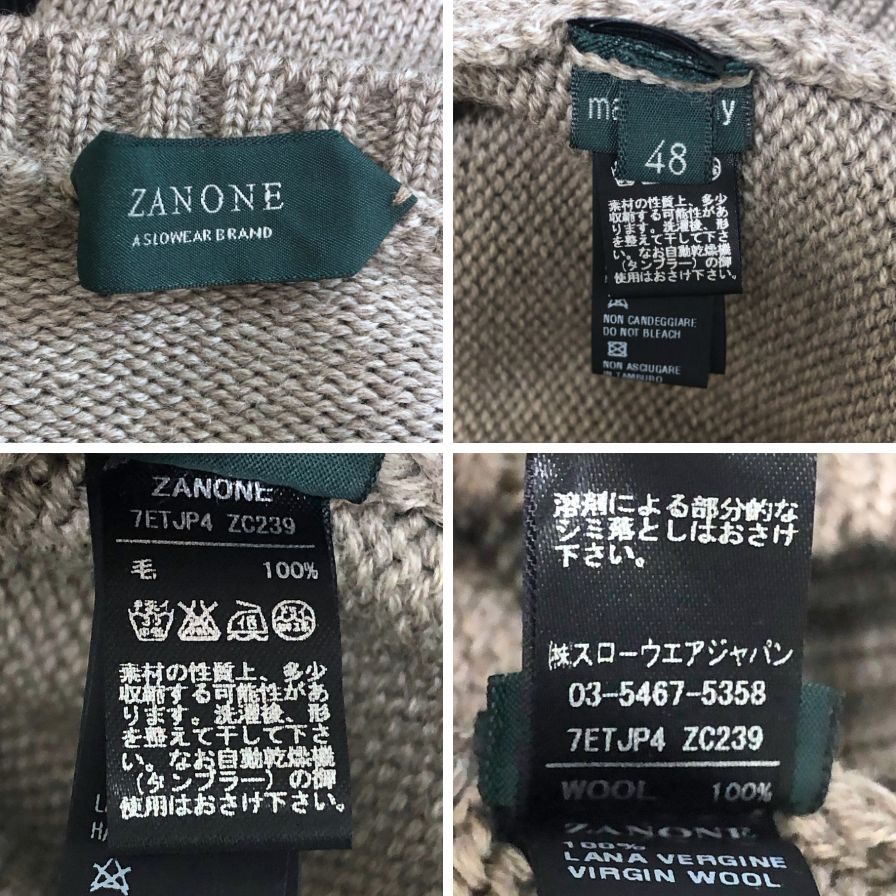 ZANONE
A SLOWEAR BRAND
48
素材の性質上、多少
収縮する可能性があ
ります。洗濯後、形
を整えて干して下さ
い。なお自動乾燥機
(タンブラー)の御
使用はおさけ下さい。
NON CANDEGGIARE
DO NOT BLEACH
NON ASCIUGARE
IN TAMBURO
ZANONE
7ETJP4 ZC239
毛 100%
素材の性質上、多少
収縮する可能性があ
ります。洗濯後、形
を整えて干して下さ
い。なお自動乾燥機
(タンブラー)の御
使用はおさけ下さい。
溶剤による部分的な
シミ落としはおさけ
下さい。
㈱スローウエアジャパン
03-5467-5358
7ETJP4 ZC239
WOOL 100%
ZANONE
100%
LANA VERGINE
VIRGIN WOOL